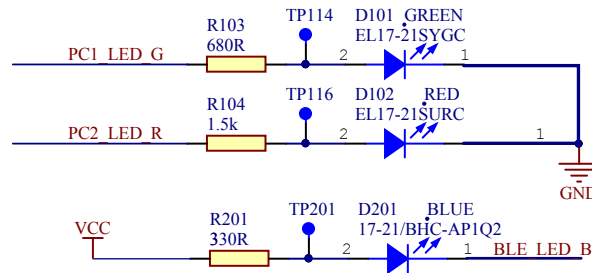 TP114
D101 GREEN
R103
EL17-21SYGC
680R
PC1_LED_G
2
1
TP116
D102 RED
R104
EL17-21SURC
1.5k
PC2_LED_R
2
1
1
GND
TP201
D201 BLUE
R201
17-21/BHC-AP1Q2
VCC
330R
2
1
BLE_LED_B